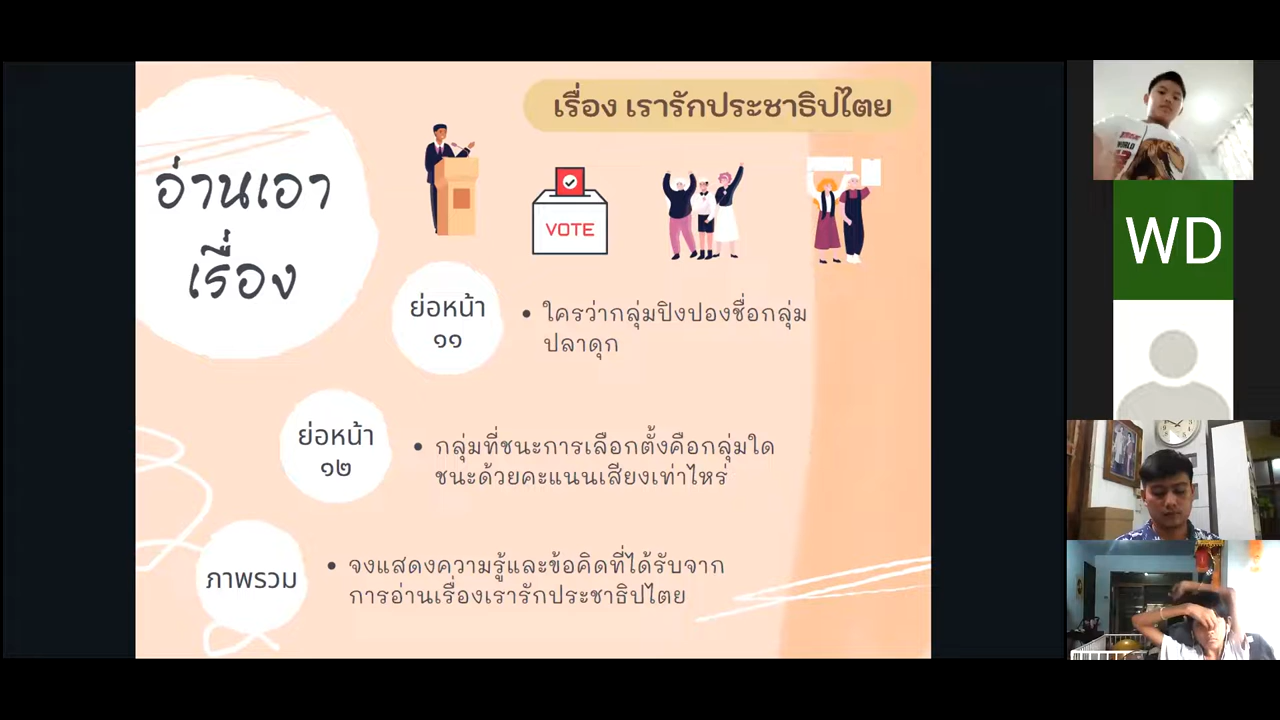 เรื่อง เรารักประชาธิปไตย
อ่านเอา
เรื่อง
VOTE
ย่อหน้า
๑๑
• ใครว่ากลุ่มปิงปองชื่อกลุ่ม
ปลาดุก
ย่อหน้า
๑๒
• กลุ่มที่ชนะการเลือกตั้งคือกลุ่มใด
ชนะด้วยคะแนนเสียงเท่าไหร่
ภาพรวม
• จงแสดงความรู้และข้อคิดที่ได้รับจาก
การอ่านเรื่องเรารักประชาธิปไตย
WORLD
WD